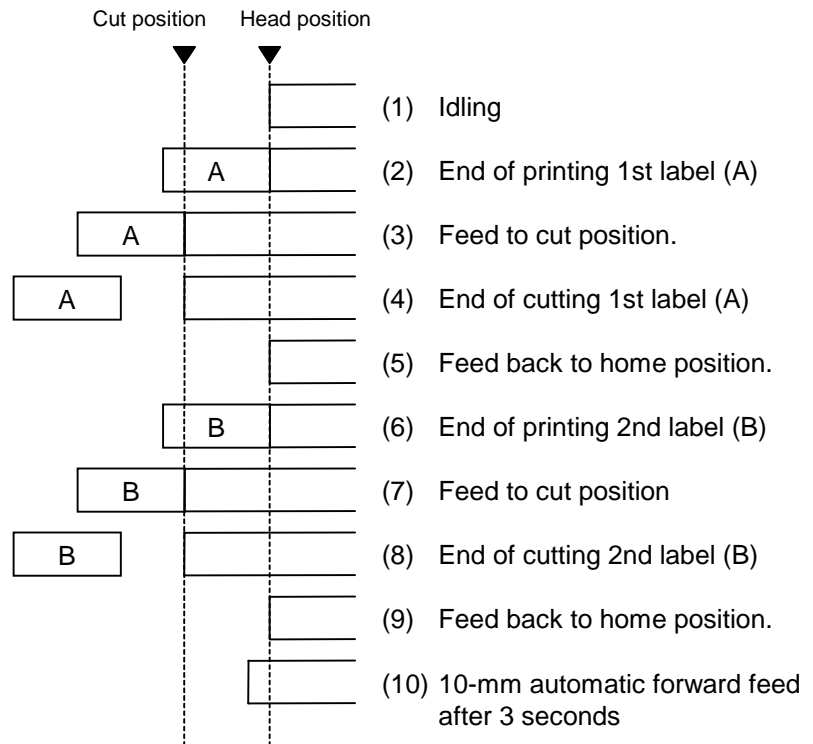 Cut position Head position
(1) Idling
A (2) End of printing 1st label (A)
A (3) Feed to cut position.
A (4) End of cutting 1st label (A)
(5) Feed back to home position.
B (6) End of printing 2nd label (B)
B (7) Feed to cut position
B (8) End of cutting 2nd label (B)
(9) Feed back to home position.
(10) 10-mm automatic forward feed
after 3 seconds